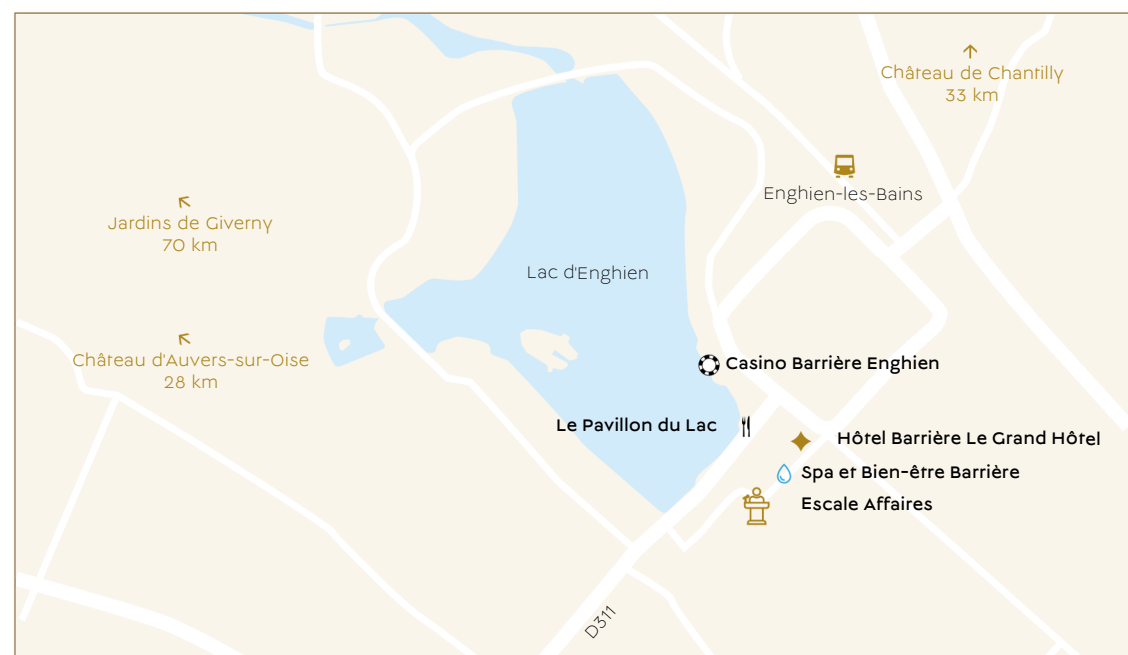 Château de Chantilly
33 km
Enghien-les-Bains
Jardins de Giverny
70 km
Lac d'Enghien
Château d'Auvers-sur-Oise
28 km
Casino Barrière Enghien
Le Pavillon du Lac
Hôtel Barrière Le Grand Hôtel
Spa et Bien-être Barrière
Escale Affaires
D311